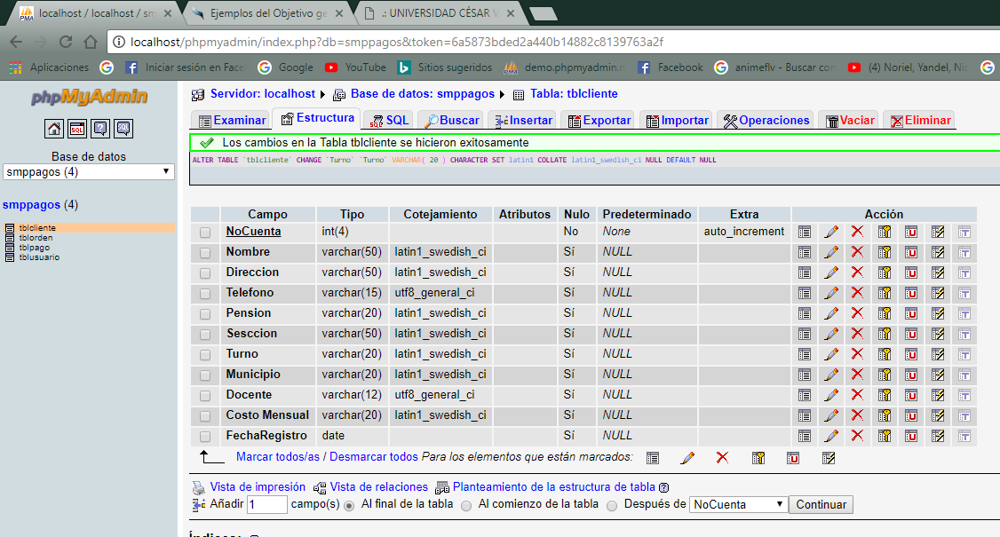 localhost / localhost / sm
Ejemplos del Objetivo ge
.: UNIVERSIDAD CÉSAR V
localhost/phpmyadmin/index.php?db=smppagos&token=6a5873bded2a440b14882c8139763a2f
Aplicaciones Iniciar sesión en Face Google YouTube Sitios sugeridos demo.phpmyadmin.n Facebook animeflv - Buscar con (4) Noriel, Yandel, Nic
phpMyAdmin
SQL
Base de datos
smppagos (4)
smppagos (4)
tblcliente
tblorden
tblpago
tblusuario
Servidor: localhost Base de datos: smppagos Tabla: tblcliente
Examinar Estructura SQL Buscar Insertar Exportar Importar Operaciones Vaciar Eliminar
Los cambios en la Tabla tblcliente se hicieron exitosamente
ALTER TABLE `tblcliente` CHANGE `Turno` `Turno` VARCHAR( 20 ) CHARACTER SET latin1 COLLATE latin1_swedish_ci NULL DEFAULT NULL
Campo Tipo Cotejamiento Atributos Nulo Predeterminado Extra Acción
NoCuenta int(4) No None auto_increment
Nombre varchar(50) latin1_swedish_ci Sí NULL
Direccion varchar(50) latin1_swedish_ci Sí NULL
Telefono varchar(15) utf8_general_ci Sí NULL
Pension varchar(20) latin1_swedish_ci Sí NULL
Sesccion varchar(50) latin1_swedish_ci Sí NULL
Turno varchar(20) latin1_swedish_ci Sí NULL
Municipio varchar(20) latin1_swedish_ci Sí NULL
Docente varchar(12) utf8_general_ci Sí NULL
Costo Mensual varchar(20) latin1_swedish_ci Sí NULL
FechaRegistro date Sí NULL
Marcar todos/as / Desmarcar todos Para los elementos que están marcados:
Vista de impresión Vista de relaciones Planteamiento de la estructura de tabla
Añadir 1 campo(s) Al final de la tabla Al comienzo de la tabla Después de NoCuenta Continuar